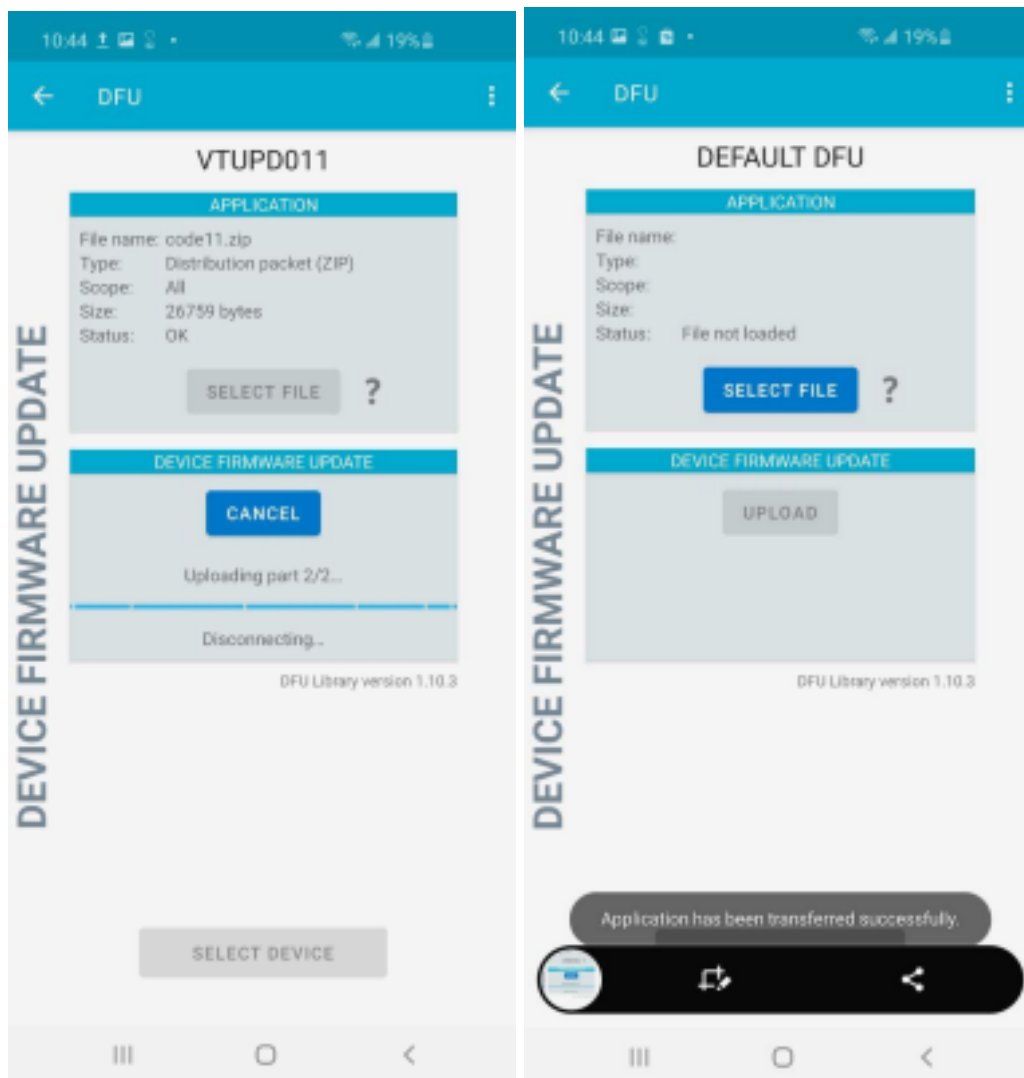 10:44
19%
DFU
VTUPD011
APPLICATION
File name: code11.zip
Type: Distribution packet (ZIP)
Scope: All
Size: 26759 bytes
Status: OK
SELECT FILE ?
DEVICE FIRMWARE UPDATE
CANCEL
Uploading part 2/2...
Disconnecting...
DFU Library version 1.10.3
SELECT DEVICE
DEVICE FIRMWARE UPDATE
10:44
19%
DFU
DEFAULT DFU
APPLICATION
File name:
Type:
Scope:
Size:
Status: File not loaded
SELECT FILE ?
DEVICE FIRMWARE UPDATE
UPLOAD
DFU Library version 1.10.3
DEVICE FIRMWARE UPDATE
Application has been transferred successfully.